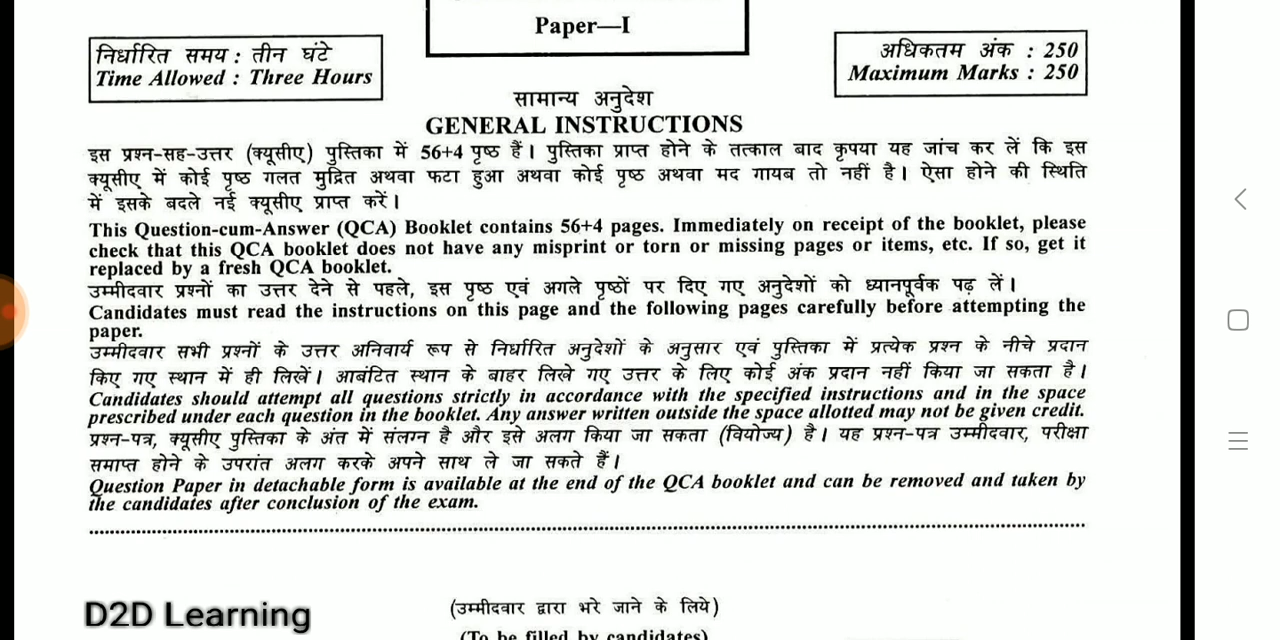 Paper—I
निर्धारित समय : तीन घंटे
Time Allowed : Three Hours
अधिकतम अंक : 250
Maximum Marks : 250
सामान्य अनुदेश
GENERAL INSTRUCTIONS
इस प्रश्न-सह-उत्तर (क्यूसीए) पुस्तिका में 56+4 पृष्ठ हैं। पुस्तिका प्राप्त होने के तत्काल बाद कृपया यह जांच कर लें कि इस
क्यूसीए में कोई पृष्ठ गलत मुद्रित अथवा फटा हुआ अथवा कोई पृष्ठ अथवा मद गायब तो नहीं है। ऐसा होने की स्थिति
में इसके बदले नई क्यूसीए प्राप्त करें।
This Question-cum-Answer (QCA) Booklet contains 56+4 pages. Immediately on receipt of the booklet, please
check that this QCA booklet does not have any misprint or torn or missing pages or items, etc. If so, get it
replaced by a fresh QCA booklet.
उम्मीदवार प्रश्नों का उत्तर देने से पहले, इस पृष्ठ एवं अगले पृष्ठों पर दिए गए अनुदेशों को ध्यानपूर्वक पढ़ लें।
Candidates must read the instructions on this page and the following pages carefully before attempting the
paper.
उम्मीदवार सभी प्रश्नों के उत्तर अनिवार्य रूप से निर्धारित अनुदेशों के अनुसार एवं पुस्तिका में प्रत्येक प्रश्न के नीचे प्रदान
किए गए स्थान में ही लिखें। आबंटित स्थान के बाहर लिखे गए उत्तर के लिए कोई अंक प्रदान नहीं किया जा सकता है।
Candidates should attempt all questions strictly in accordance with the specified instructions and in the space
prescribed under each question in the booklet. Any answer written outside the space allotted may not be given credit.
प्रश्न-पत्र, क्यूसीए पुस्तिका के अंत में संलग्न है और इसे अलग किया जा सकता (वियोज्य) है। यह प्रश्न-पत्र उम्मीदवार, परीक्षा
समाप्त होने के उपरांत अलग करके अपने साथ ले जा सकते हैं।
Question Paper in detachable form is available at the end of the QCA booklet and can be removed and taken by
the candidates after conclusion of the exam.
D2D Learning
(उम्मीदवार द्वारा भरे जाने के लिये)
(To be filled by candidates)